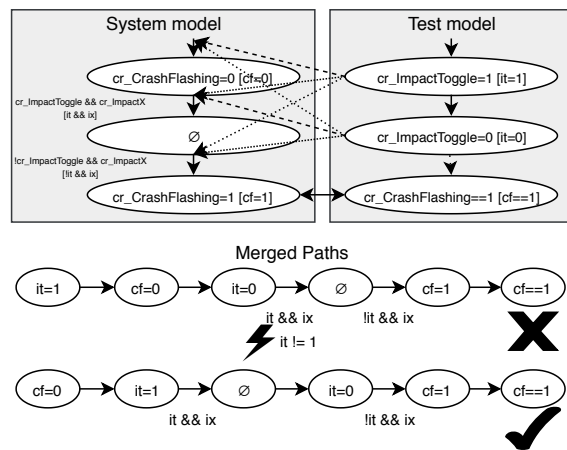 System model
Test model
cr_CrashFlashing=0 [cf=0]
cr_ImpactToggle=1 [it=1]
cr_ImpactToggle && cr_ImpactX
[it && ix]
∅
cr_ImpactToggle=0 [it=0]
!cr_ImpactToggle && cr_ImpactX
[!it && ix]
cr_CrashFlashing=1 [cf=1]
cr_CrashFlashing==1 [cf==1]
Merged Paths
it=1
cf=0
it=0
∅
cf=1
cf==1
it && ix
!it && ix
it != 1
cf=0
it=1
∅
it=0
cf=1
cf==1
it && ix
!it && ix